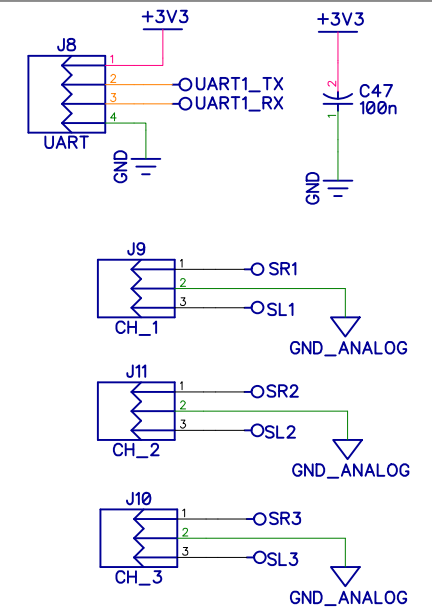 +3V3
+3V3
J8
1
2
UART1_TX
3
UART1_RX
4
UART
GND
2
C47
100n
1
GND
J9
1
SR1
2
3
SL1
CH_1
GND_ANALOG
J11
1
SR2
2
3
SL2
CH_2
GND_ANALOG
J10
1
SR3
2
3
SL3
CH_3
GND_ANALOG